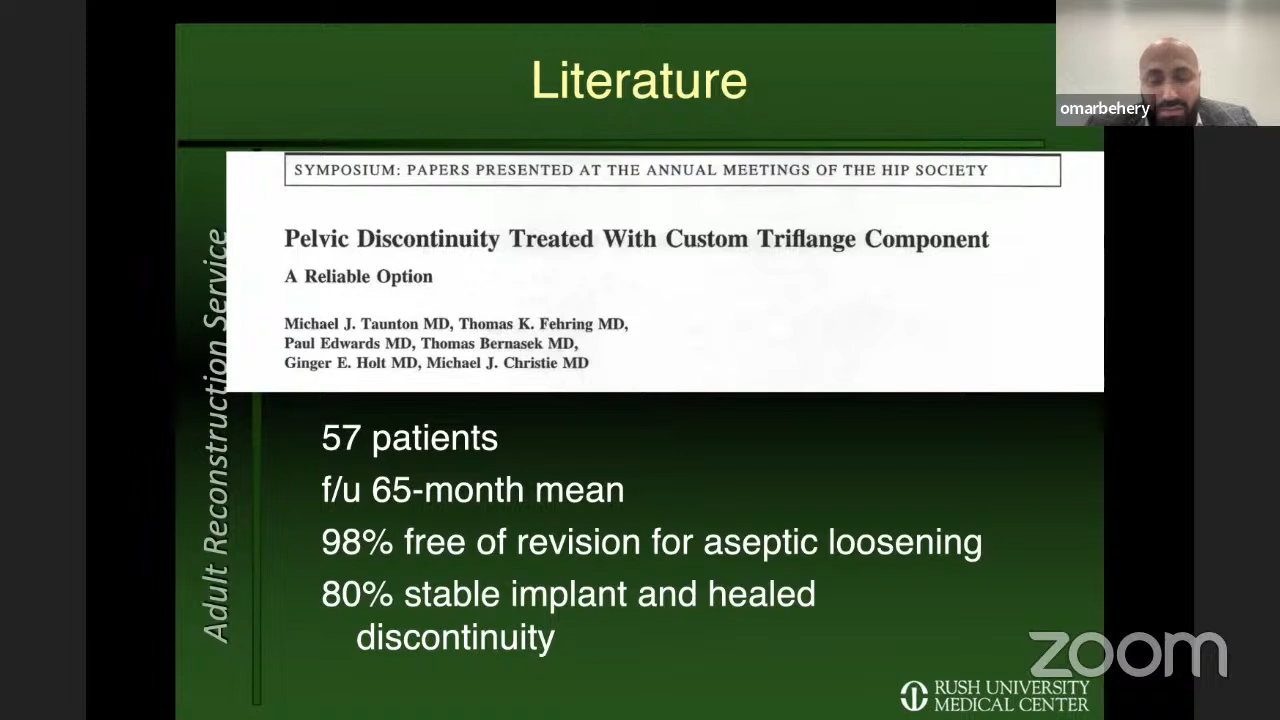 Literature
omarbehery
SYMPOSIUM: PAPERS PRESENTED AT THE ANNUAL MEETINGS OF THE HIP SOCIETY
Pelvic Discontinuity Treated With Custom Triflange Component
A Reliable Option
Michael J. Taunton MD, Thomas K. Fehring MD,
Paul Edwards MD, Thomas Bernasek MD,
Ginger E. Holt MD, Michael J. Christie MD
Adult Reconstruction Service
57 patients
f/u 65-month mean
98% free of revision for aseptic loosening
80% stable implant and healed
discontinuity
zoom
RUSH UNIVERSITY
MEDICAL CENTER